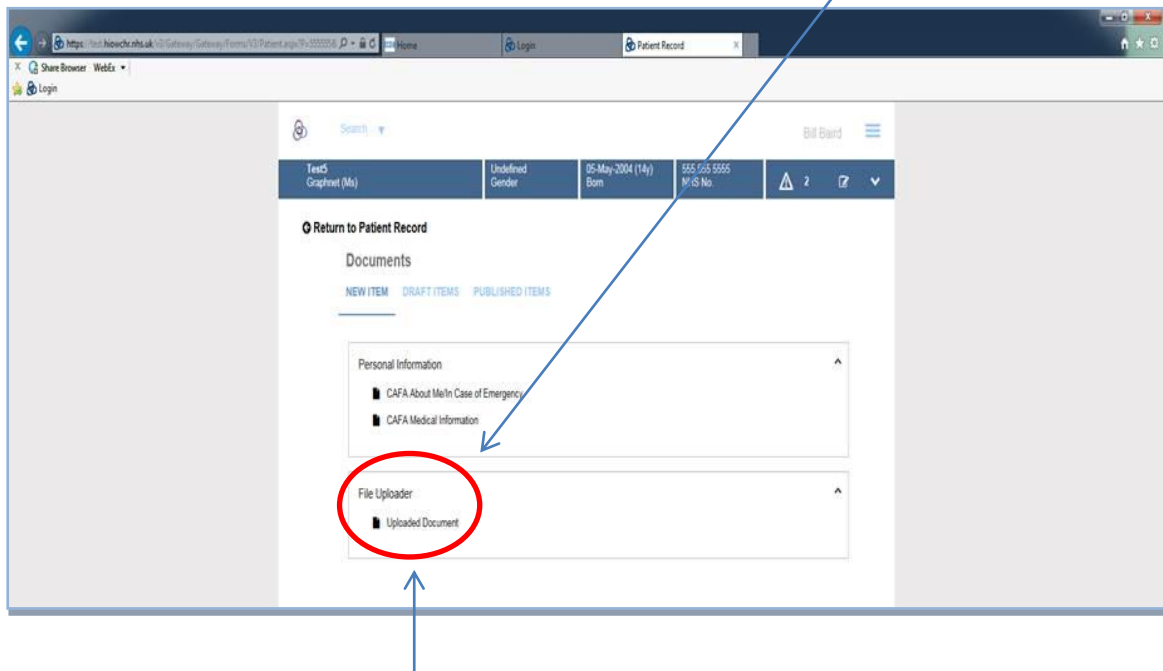 Home
Login
Patient Record X
X Share Browser WebEx
Login
Search
Bill Baird
Test5
Graphnet (Ms)
Undefined
Gender
05-May-2004 (14y)
Born
555 555 5555
NHS No.
2
Return to Patient Record
Documents
NEW ITEM DRAFT ITEMS PUBLISHED ITEMS
Personal Information
CAFA About Me/In Case of Emergency
CAFA Medical Information
File Uploader
Uploaded Document